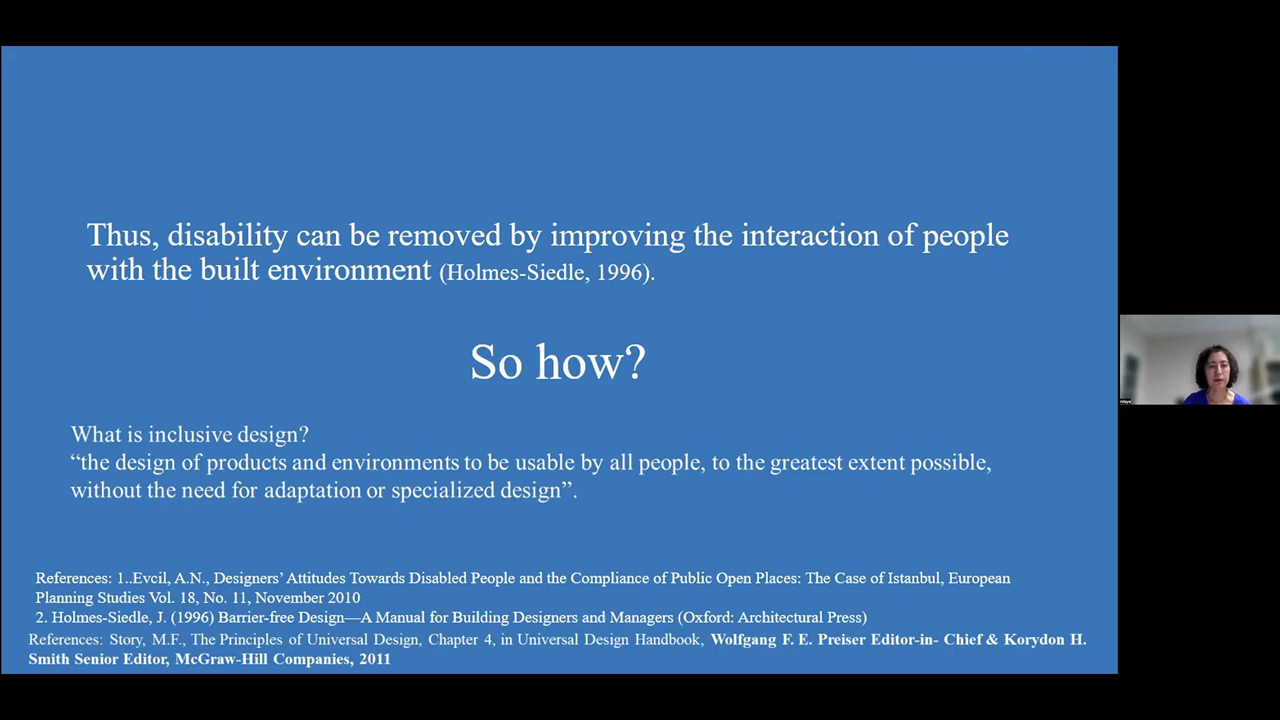 Thus, disability can be removed by improving the interaction of people
with the built environment (Holmes-Siedle, 1996).
So how?
What is inclusive design?
“the design of products and environments to be usable by all people, to the greatest extent possible,
without the need for adaptation or specialized design”.
References: 1..Evcil, A.N., Designers’ Attitudes Towards Disabled People and the Compliance of Public Open Places: The Case of Istanbul, European
Planning Studies Vol. 18, No. 11, November 2010
2. Holmes-Siedle, J. (1996) Barrier-free Design—A Manual for Building Designers and Managers (Oxford: Architectural Press)
References: Story, M.F., The Principles of Universal Design, Chapter 4, in Universal Design Handbook, Wolfgang F. E. Preiser Editor-in- Chief & Korydon H.
Smith Senior Editor, McGraw-Hill Companies, 2011